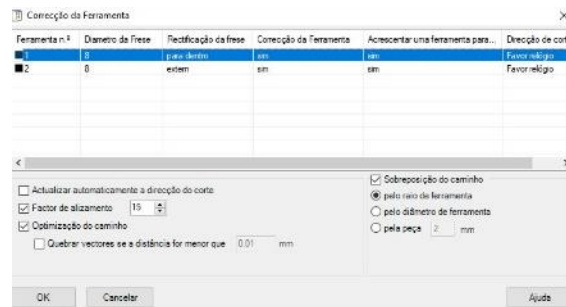 Correcção da Ferramenta
Ferramenta n.º Diametro da Frese Rectificação da frese Correcção da Ferramenta Acrescentar uma ferramenta para... Direcção de cort
1 8 para dentro sim sim Favor relógio
2 8 extern sim sim Favor relógio
Actualizar automaticamente a direcção do corte
Factor de alizamento 15
Optimização do caminho
Quebrar vectores se a distância for menor que 0.01 mm
Sobreposição do caminho
pelo raio de ferramenta
pelo diâmetro de ferramenta
pela peça 2 mm
OK Cancelar Ajuda